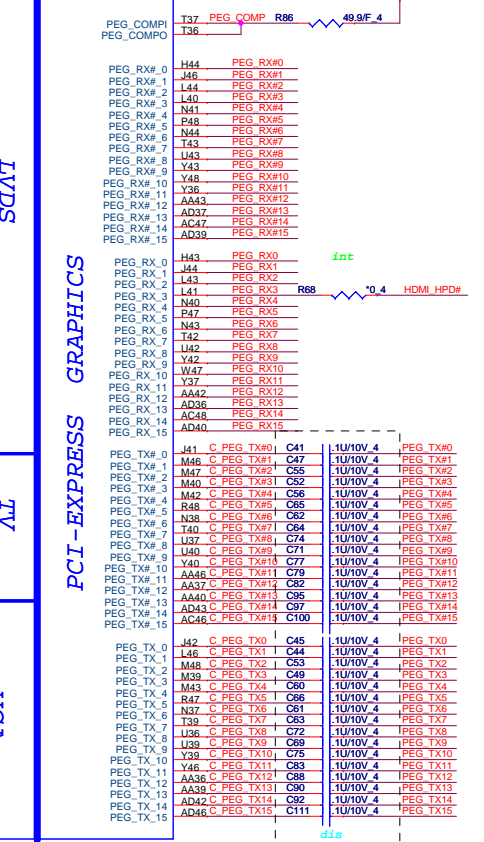 PEG_COMPI T37 PEG_COMP R86 49.9/F_4
PEG_COMPO T36
PEG_RX#_0 H44 PEG_RX#0
PEG_RX#_1 J46 PEG_RX#1
PEG_RX#_2 L44 PEG_RX#2
PEG_RX#_3 L40 PEG_RX#3
PEG_RX#_4 N41 PEG_RX#4
PEG_RX#_5 P48 PEG_RX#5
PEG_RX#_6 N44 PEG_RX#6
PEG_RX#_7 T43 PEG_RX#7
PEG_RX#_8 U43 PEG_RX#8
PEG_RX#_9 Y43 PEG_RX#9
PEG_RX#_10 Y48 PEG_RX#10
PEG_RX#_11 Y36 PEG_RX#11
PEG_RX#_12 AA43 PEG_RX#12
PEG_RX#_13 AD37 PEG_RX#13
PEG_RX#_14 AC47 PEG_RX#14
PEG_RX#_15 AD39 PEG_RX#15
LVDS
PCI-EXPRESS GRAPHICS
TV
int
PEG_RX_0 H43 PEG_RX0
PEG_RX_1 J44 PEG_RX1
PEG_RX_2 L43 PEG_RX2
PEG_RX_3 L41 PEG_RX3 R68 *0_4 HDMI_HPD#
PEG_RX_4 N40 PEG_RX4
PEG_RX_5 P47 PEG_RX5
PEG_RX_6 N43 PEG_RX6
PEG_RX_7 T42 PEG_RX7
PEG_RX_8 U42 PEG_RX8
PEG_RX_9 Y42 PEG_RX9
PEG_RX_10 W47 PEG_RX10
PEG_RX_11 Y37 PEG_RX11
PEG_RX_12 AA42 PEG_RX12
PEG_RX_13 AD36 PEG_RX13
PEG_RX_14 AC48 PEG_RX14
PEG_RX_15 AD40 PEG_RX15
PEG_TX#_0 J41 C_PEG_TX#0 C41 .1U/10V_4 PEG_TX#0
PEG_TX#_1 M46 C_PEG_TX#1 C47 .1U/10V_4 PEG_TX#1
PEG_TX#_2 M47 C_PEG_TX#2 C55 .1U/10V_4 PEG_TX#2
PEG_TX#_3 M40 C_PEG_TX#3 C52 .1U/10V_4 PEG_TX#3
PEG_TX#_4 M42 C_PEG_TX#4 C56 .1U/10V_4 PEG_TX#4
PEG_TX#_5 R48 C_PEG_TX#5 C65 .1U/10V_4 PEG_TX#5
PEG_TX#_6 N38 C_PEG_TX#6 C62 .1U/10V_4 PEG_TX#6
PEG_TX#_7 T40 C_PEG_TX#7 C64 .1U/10V_4 PEG_TX#7
PEG_TX#_8 U37 C_PEG_TX#8 C74 .1U/10V_4 PEG_TX#8
PEG_TX#_9 U40 C_PEG_TX#9 C71 .1U/10V_4 PEG_TX#9
PEG_TX#_10 Y40 C_PEG_TX#10 C77 .1U/10V_4 PEG_TX#10
PEG_TX#_11 AA46 C_PEG_TX#11 C79 .1U/10V_4 PEG_TX#11
PEG_TX#_12 AA37 C_PEG_TX#12 C82 .1U/10V_4 PEG_TX#12
PEG_TX#_13 AA40 C_PEG_TX#13 C95 .1U/10V_4 PEG_TX#13
PEG_TX#_14 AD43 C_PEG_TX#14 C97 .1U/10V_4 PEG_TX#14
PEG_TX#_15 AC46 C_PEG_TX#15 C100 .1U/10V_4 PEG_TX#15
PEG_TX_0 J42 C_PEG_TX0 C45 .1U/10V_4 PEG_TX0
PEG_TX_1 L46 C_PEG_TX1 C44 .1U/10V_4 PEG_TX1
PEG_TX_2 M48 C_PEG_TX2 C53 .1U/10V_4 PEG_TX2
PEG_TX_3 M39 C_PEG_TX3 C49 .1U/10V_4 PEG_TX3
PEG_TX_4 M43 C_PEG_TX4 C60 .1U/10V_4 PEG_TX4
PEG_TX_5 R47 C_PEG_TX5 C66 .1U/10V_4 PEG_TX5
PEG_TX_6 N37 C_PEG_TX6 C61 .1U/10V_4 PEG_TX6
PEG_TX_7 T39 C_PEG_TX7 C63 .1U/10V_4 PEG_TX7
PEG_TX_8 U36 C_PEG_TX8 C72 .1U/10V_4 PEG_TX8
PEG_TX_9 U39 C_PEG_TX9 C69 .1U/10V_4 PEG_TX9
PEG_TX_10 Y39 C_PEG_TX10 C75 .1U/10V_4 PEG_TX10
PEG_TX_11 Y46 C_PEG_TX11 C83 .1U/10V_4 PEG_TX11
PEG_TX_12 AA36 C_PEG_TX12 C88 .1U/10V_4 PEG_TX12
PEG_TX_13 AA39 C_PEG_TX13 C90 .1U/10V_4 PEG_TX13
PEG_TX_14 AD42 C_PEG_TX14 C92 .1U/10V_4 PEG_TX14
PEG_TX_15 AD46 C_PEG_TX15 C111 .1U/10V_4 PEG_TX15
dis